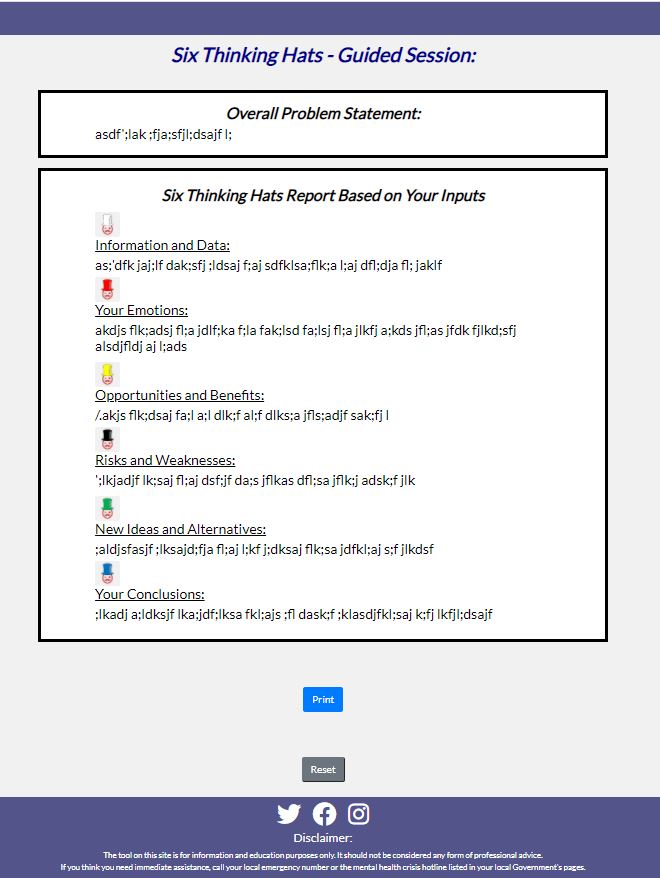 Six Thinking Hats - Guided Session:
Overall Problem Statement:
asdf';lak ;fja;sfjl;dsajf l;
Six Thinking Hats Report Based on Your Inputs
Information and Data:
as;'dfk jaj;lf dak;sfj ;ldsaj f;aj sdfklsa;flk;a l;aj dfl;dja fl; jaklf
Your Emotions:
akdjs flk;adsj fl;a jdlf;ka f;la fak;lsd fa;lsj fl;a jlkfj a;kds jfl;as jfdk fjlkd;sfj
alsdjfldj aj l;ads
Opportunities and Benefits:
/.akjs flk;dsaj fa;l a;l dlk;f al;f dlks;a jfls;adjf sak;fj l
Risks and Weaknesses:
';lkjadjf lk;saj fl;aj dsf;jf da;s jflkas dfl;sa jflk;j adsk;f jlk
New Ideas and Alternatives:
;aldjsfasjf ;lksajd;fja fl;aj l;kf j;dksaj flk;sa jdfkl;aj s;f jlkdsf
Your Conclusions:
;lkadj a;ldksjf lka;jdf;lksa fkl;ajs ;fl dask;f ;klasdjfkl;saj k;fj lkfjl;dsajf
Print
Reset
Disclaimer:
The tool on this site is for information and education purposes only. It should not be considered any form of professional advice.
If you think you need immediate assistance, call your local emergency number or the mental health crisis hotline listed in your local Government's pages.